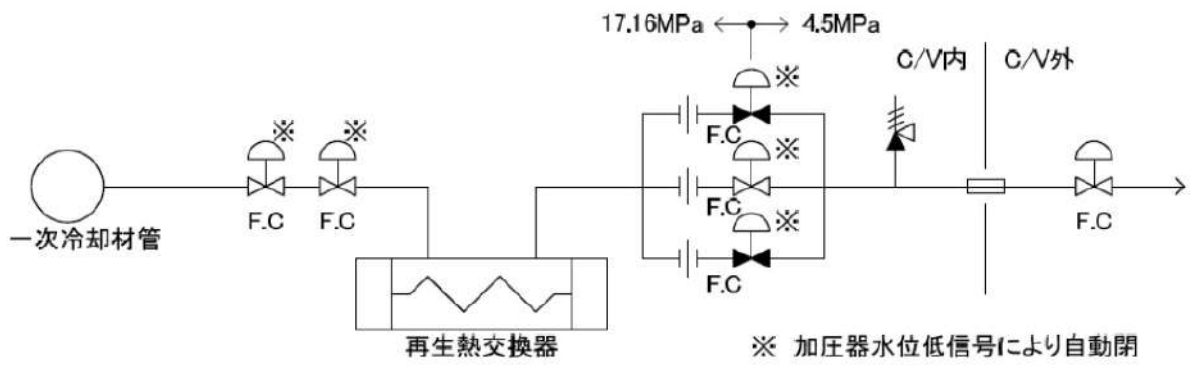 17.16MPa 4.5MPa
C/V内 C/V外
※
F.C
※ ※
※
F.C
※
F.C F.C F.C
一次冷却材管
F.C
再生熱交換器
※ 加圧器水位低信号により自動閉